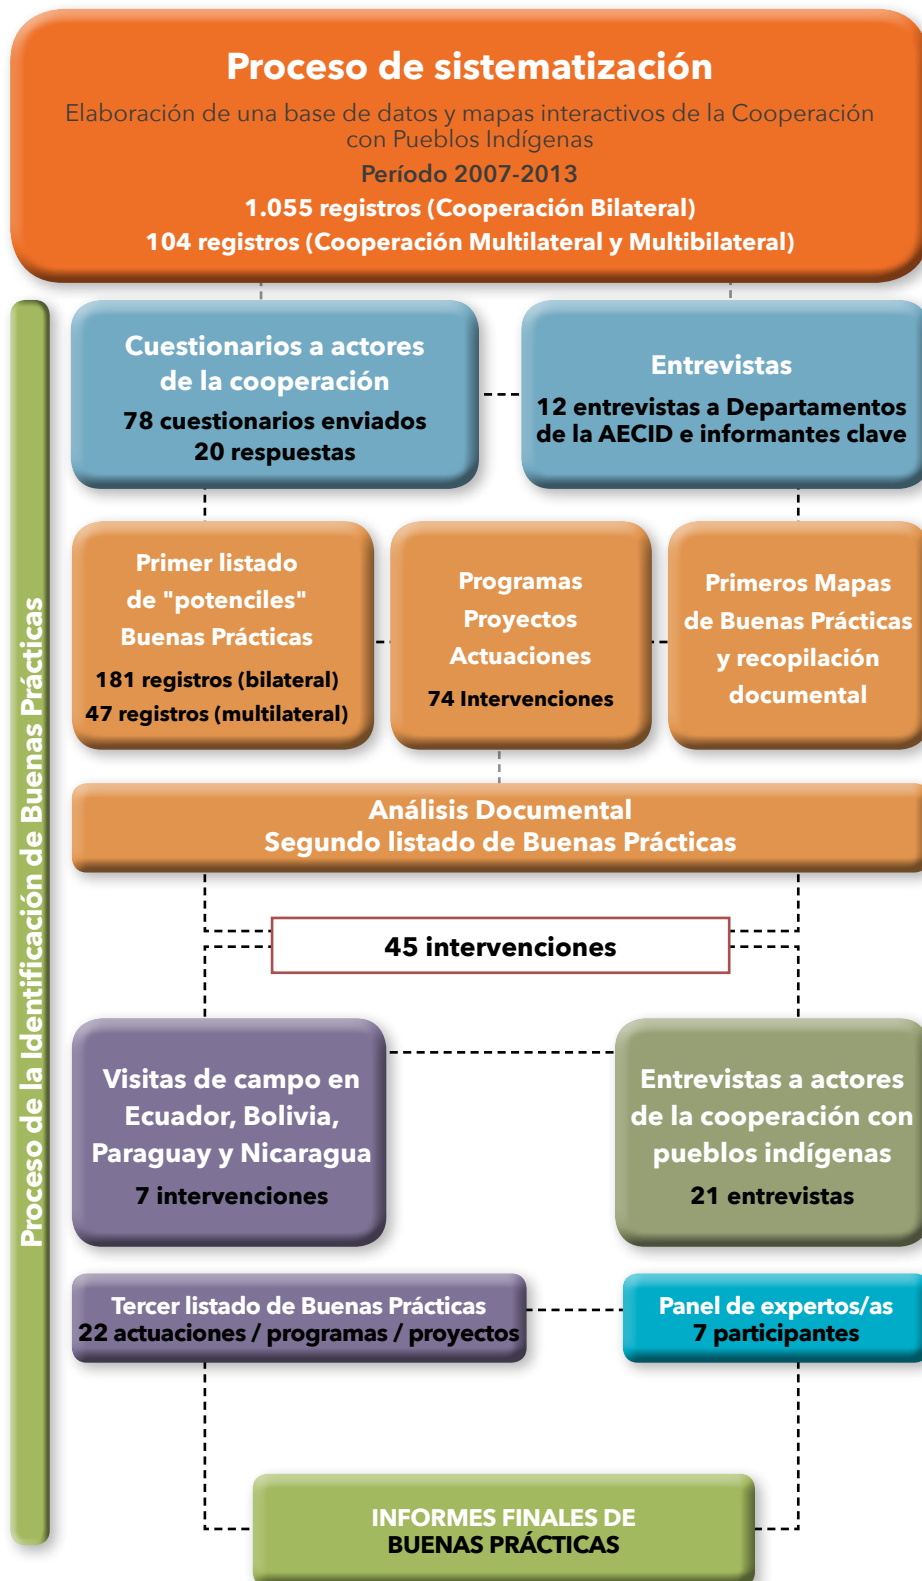 Proceso de sistematización
Elaboración de una base de datos y mapas interactivos de la Cooperación
con Pueblos Indígenas
Período 2007-2013
1.055 registros (Cooperación Bilateral)
104 registros (Cooperación Multilateral y Multibilateral)
Proceso de la Identificación de Buenas Prácticas
Cuestionarios a actores
de la cooperación
78 cuestionarios enviados
20 respuestas
Entrevistas
12 entrevistas a Departamentos
de la AECID e informantes clave
Primer listado
de "potenciles"
Buenas Prácticas
181 registros (bilateral)
47 registros (multilateral)
Programas
Proyectos
Actuaciones
74 Intervenciones
Primeros Mapas
de Buenas Prácticas
y recopilación
documental
Análisis Documental
Segundo listado de Buenas Prácticas
45 intervenciones
Visitas de campo en
Ecuador, Bolivia,
Paraguay y Nicaragua
7 intervenciones
Entrevistas a actores
de la cooperación con
pueblos indígenas
21 entrevistas
Tercer listado de Buenas Prácticas
22 actuaciones / programas / proyectos
Panel de expertos/as
7 participantes
INFORMES FINALES DE
BUENAS PRÁCTICAS